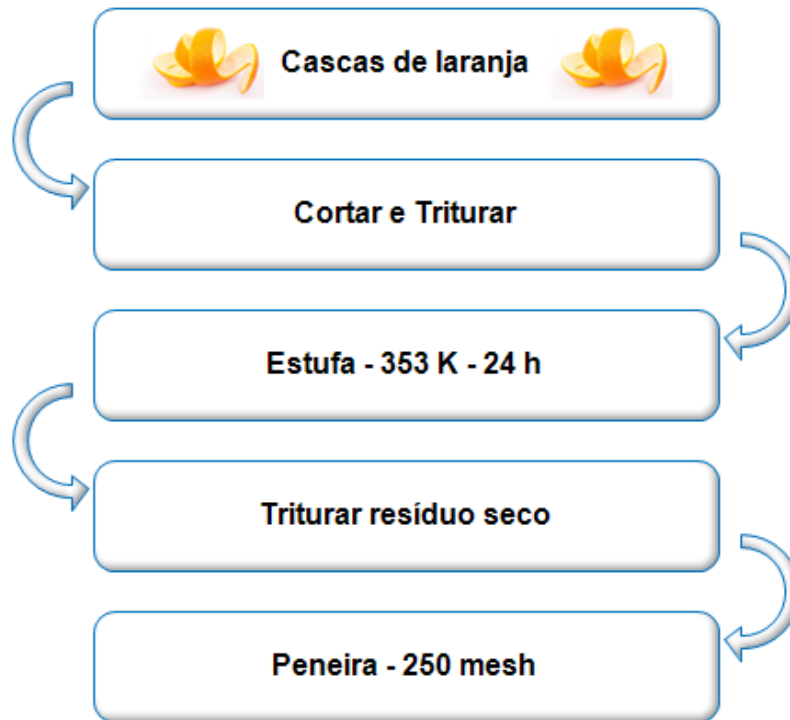 Cascas de laranja
Cortar e Triturar
Estufa - 353 K - 24 h
Triturar resíduo seco
Peneira - 250 mesh